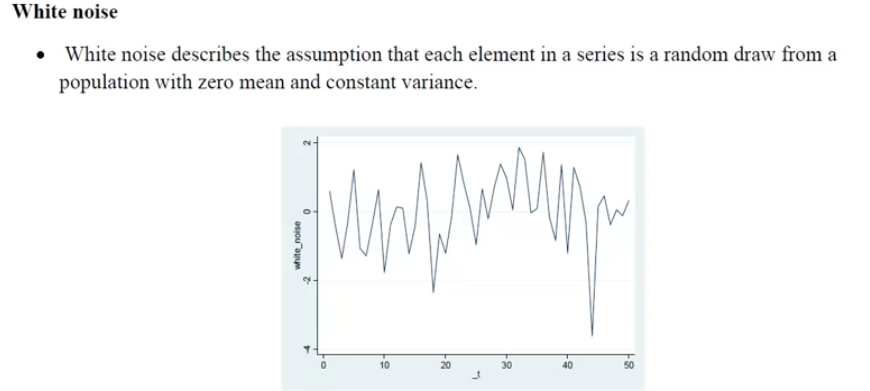 White noise
• White noise describes the assumption that each element in a series is a random draw from a
population with zero mean and constant variance.
2
0
-2
-4
white_noise
0 10 20 30 40 50
_t